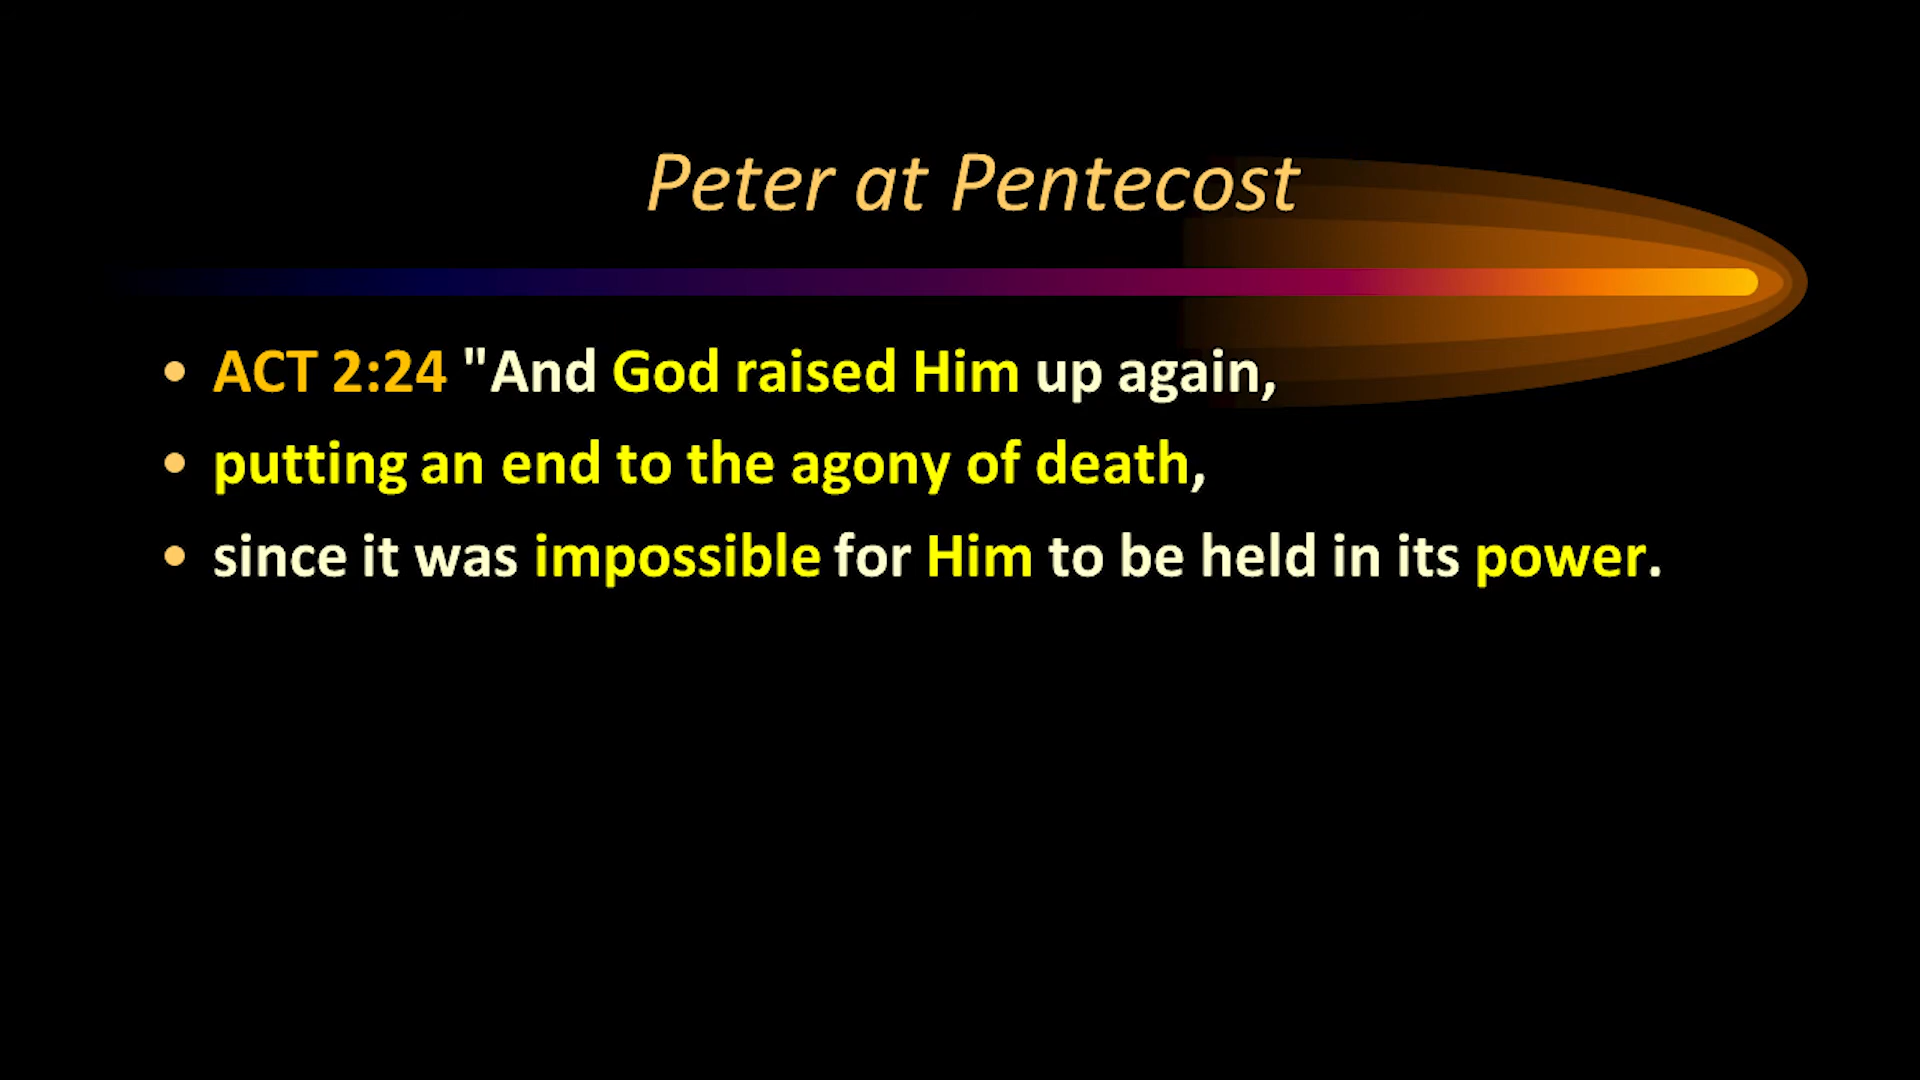 Peter at Pentecost
• ACT 2:24 "And God raised Him up again,
• putting an end to the agony of death,
• since it was impossible for Him to be held in its power.